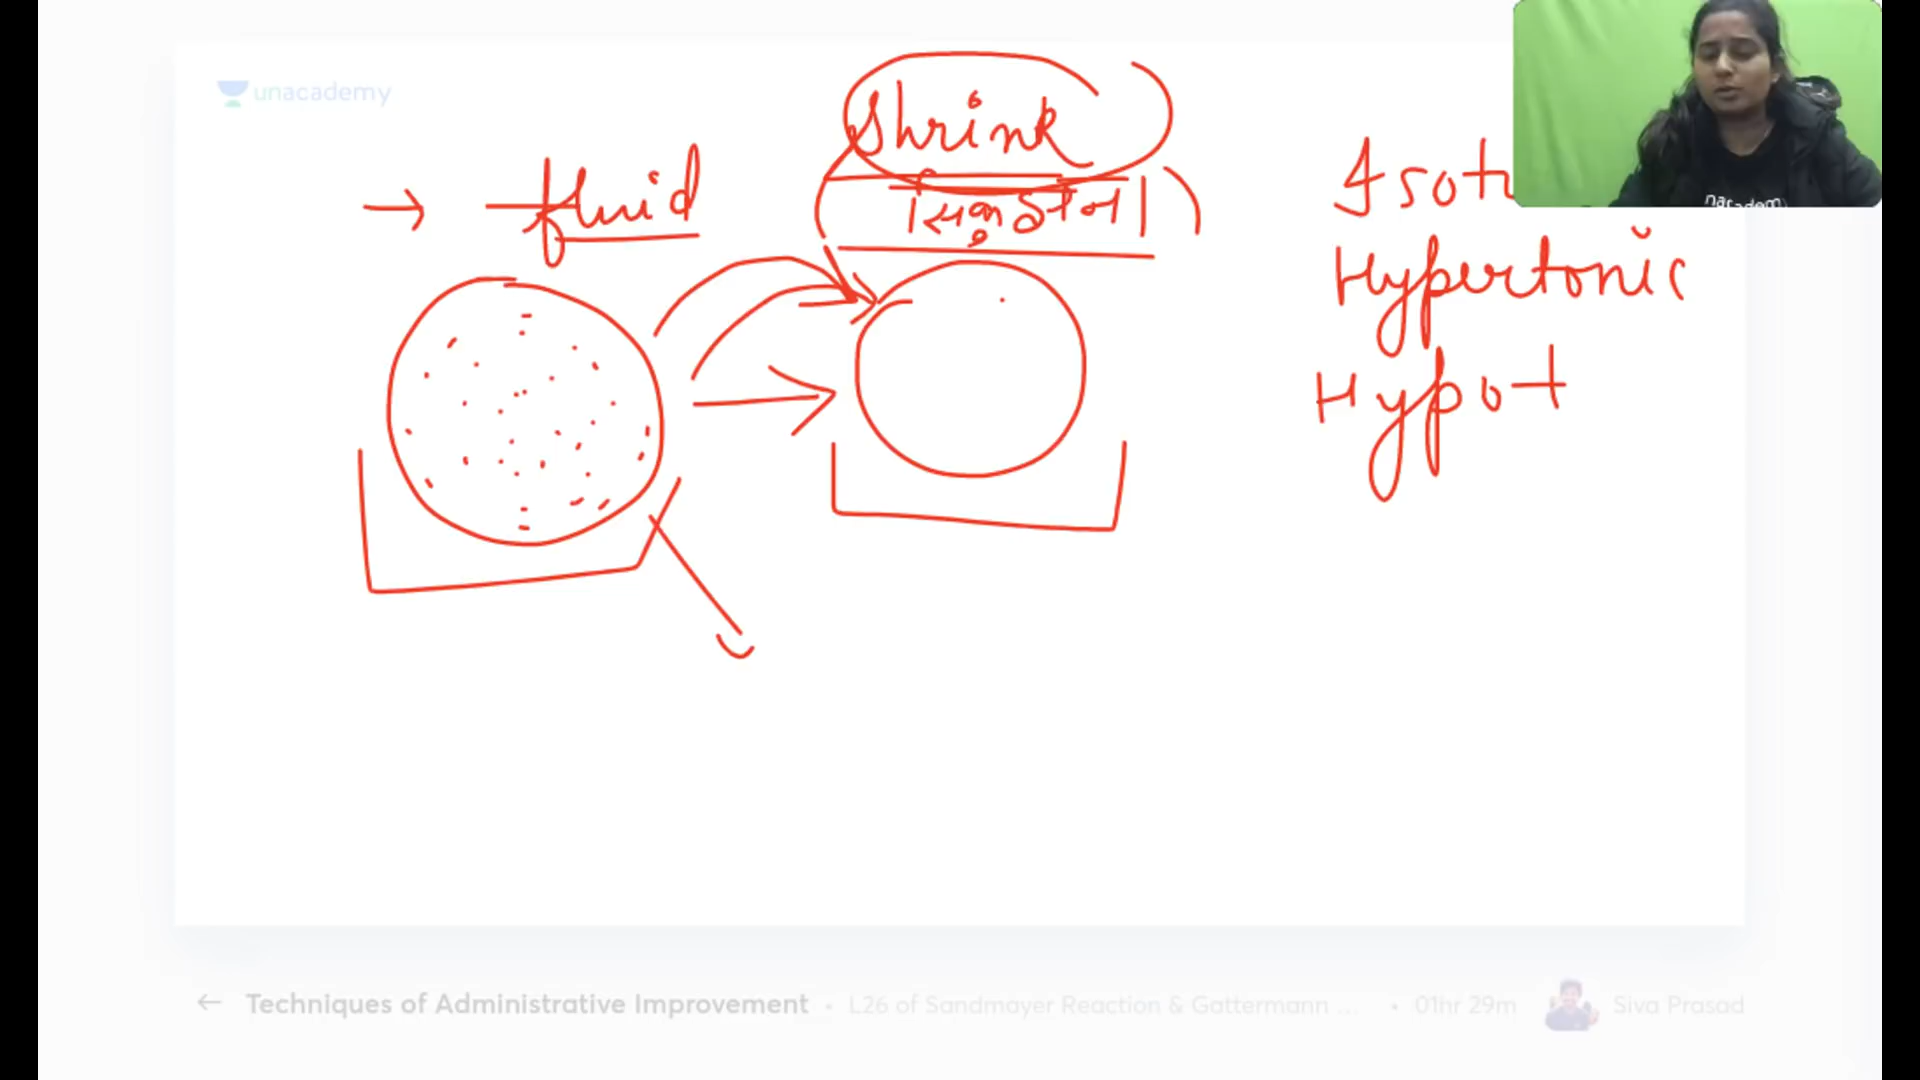 unacademy
Shrink
→ fluid
Isot
Hypertonic
Hypot
nacademy
← Techniques of Administrative Improvement • L26 of Sandmayer Reaction & Gattermann ... • 01hr 29m Siva Prasad